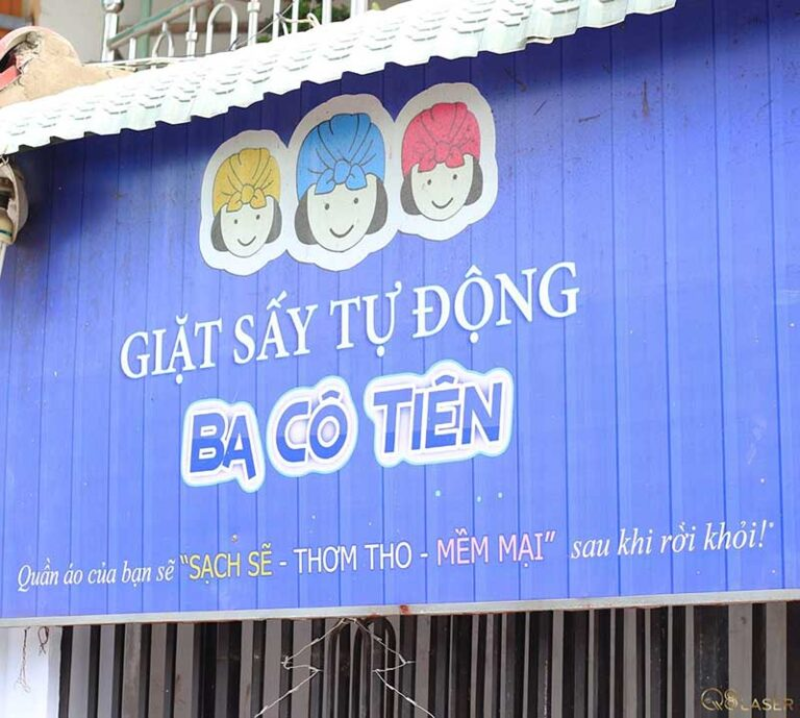 GIẶT SẤY TỰ ĐỘNG
BA CÔ TIÊN
Quần áo của bạn sẽ "SẠCH SẼ - THƠM THO - MỀM MẠI" sau khi rời khỏi!*
QS LASER